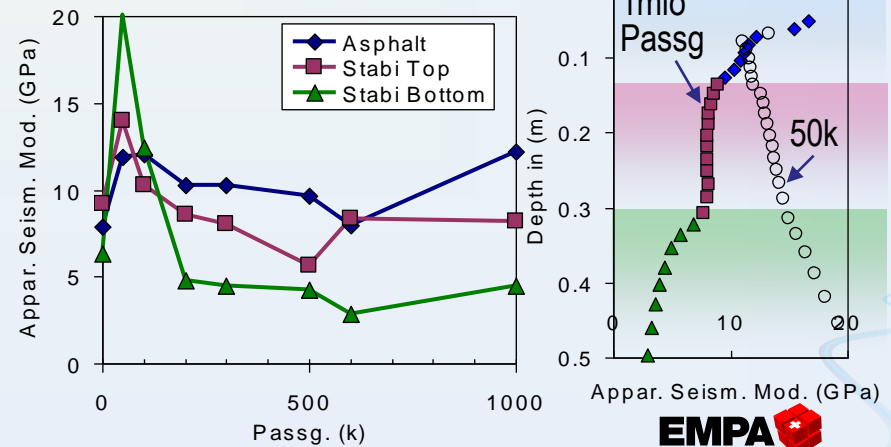 Appar. Seism. Mod. (GPa)
20
15
10
5
0
0
500
1000
Passg. (k)
Asphalt
Stabi Top
Stabi Bottom
1mio
Passg
50k
Depth in (m)
0.1
0.2
0.3
0.4
0.5
0
10
20
Appar. Seism. Mod. (GPa)
EMPA